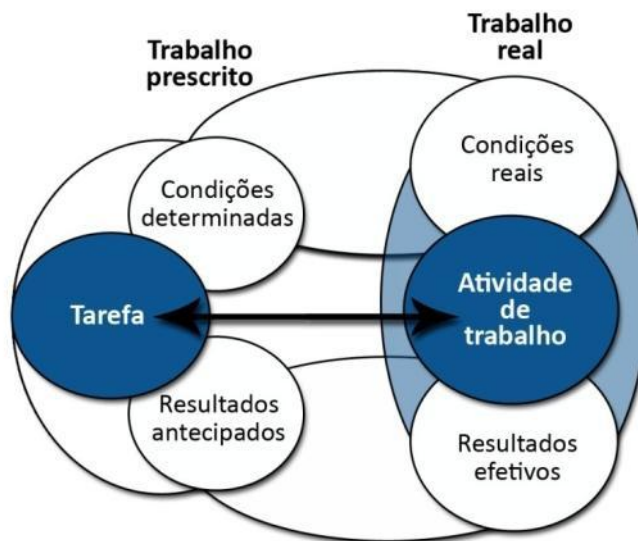 Trabalho
prescrito
Trabalho
real
Condições
determinadas
Condições
reais
Tarefa
Atividade
de
trabalho
Resultados
antecipados
Resultados
efetivos